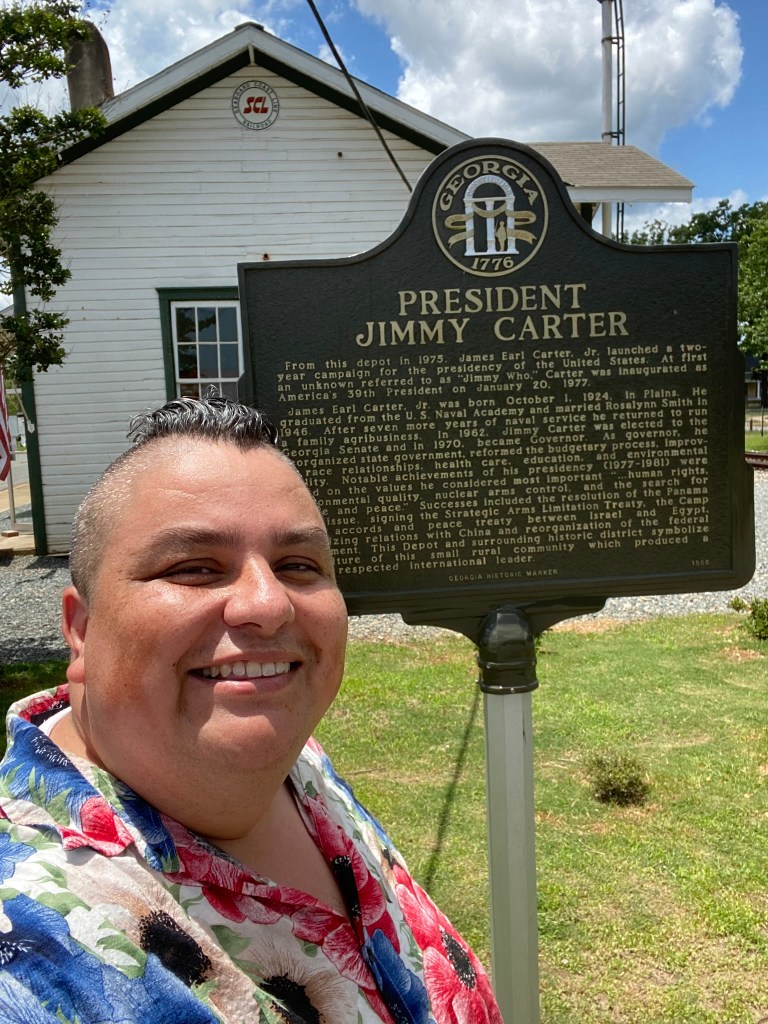 SEABOARD COAST LINE
SCL
RAILROAD
GEORGIA
1776
PRESIDENT
JIMMY CARTER
From this depot in 1975, James Earl Carter, Jr. launched a two-
year campaign for the presidency of the United States. At first
an unknown referred to as "Jimmy Who," Carter was inaugurated as
America's 39th President on January 20, 1977.
James Earl Carter, Jr. was born October 1, 1924, in Plains. He
graduated from the U.S. Naval Academy and married Rosalynn Smith in
1946. After seven more years of naval service he returned to run
a family agribusiness. In 1962, Jimmy Carter was elected to the
Georgia Senate and, in 1970, became Governor. As governor, he
organized state government, reformed the budgetary process, improv-
race relationships, health care, education, and environmental
lity. Notable achievements of his presidency (1977-1981) were
d on the values he considered most important "...human rights,
onmental quality, nuclear arms control, and the search for
e and peace." Successes included the resolution of the Panama
issue, signing the Strategic Arms Limitation Treaty, the Camp
accords and peace treaty between Israel and Egypt,
ing relations with China and reorganization of the federal
ment. This Depot and surrounding historic district symbolize
ture of this small rural community which produced a
respected international leader.
GEORGIA HISTORIC MARKER